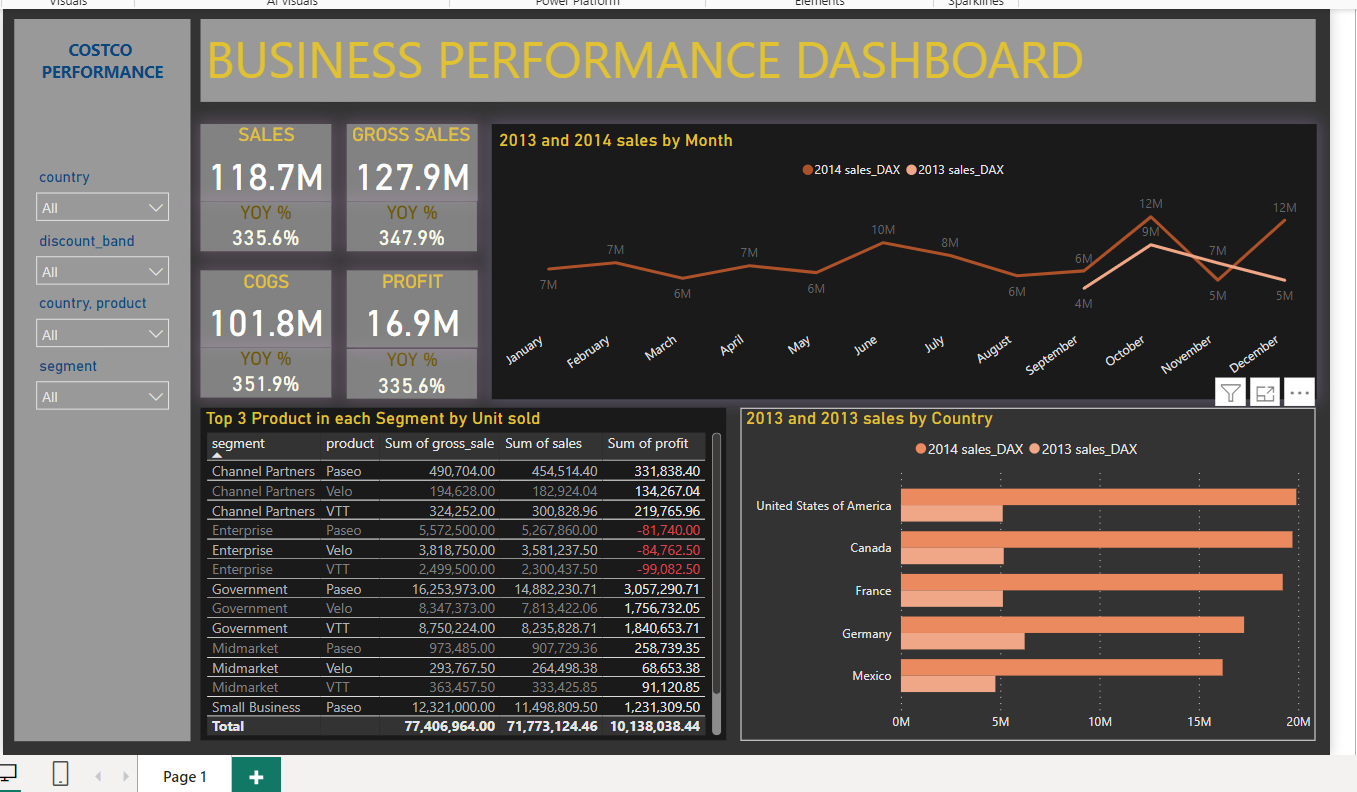 Visuals AI visuals Power Platform Elements Sparklines
COSTCO
PERFORMANCE
BUSINESS PERFORMANCE DASHBOARD
country
All
discount_band
All
country, product
All
segment
All
SALES
118.7M
YOY %
335.6%
GROSS SALES
127.9M
YOY %
347.9%
COGS
101.8M
YOY %
351.9%
PROFIT
16.9M
YOY %
335.6%
2013 and 2014 sales by Month
2014 sales_DAX 2013 sales_DAX
7M 7M 6M 7M 6M 10M 8M 6M 6M 12M 5M 12M
4M 9M 7M 5M
January February March April May June July August September October November December
Top 3 Product in each Segment by Unit sold
segment product Sum of gross_sale Sum of sales Sum of profit
Channel Partners Paseo 490,704.00 454,514.40 331,838.40
Channel Partners Velo 194,628.00 182,924.04 134,267.04
Channel Partners VTT 324,252.00 300,828.96 219,765.96
Enterprise Paseo 5,572,500.00 5,267,860.00 -81,740.00
Enterprise Velo 3,818,750.00 3,581,237.50 -84,762.50
Enterprise VTT 2,499,500.00 2,300,437.50 -99,082.50
Government Paseo 16,253,973.00 14,882,230.71 3,057,290.71
Government Velo 8,347,373.00 7,813,422.06 1,756,732.05
Government VTT 8,750,224.00 8,235,828.71 1,840,653.71
Midmarket Paseo 973,485.00 907,729.36 258,739.35
Midmarket Velo 293,767.50 264,498.38 68,653.38
Midmarket VTT 363,457.50 333,425.85 91,120.85
Small Business Paseo 12,321,000.00 11,498,809.50 1,231,309.50
Total 77,406,964.00 71,773,124.46 10,138,038.44
2013 and 2013 sales by Country
2014 sales_DAX 2013 sales_DAX
United States of America
Canada
France
Germany
Mexico
0M 5M 10M 15M 20M
Page 1